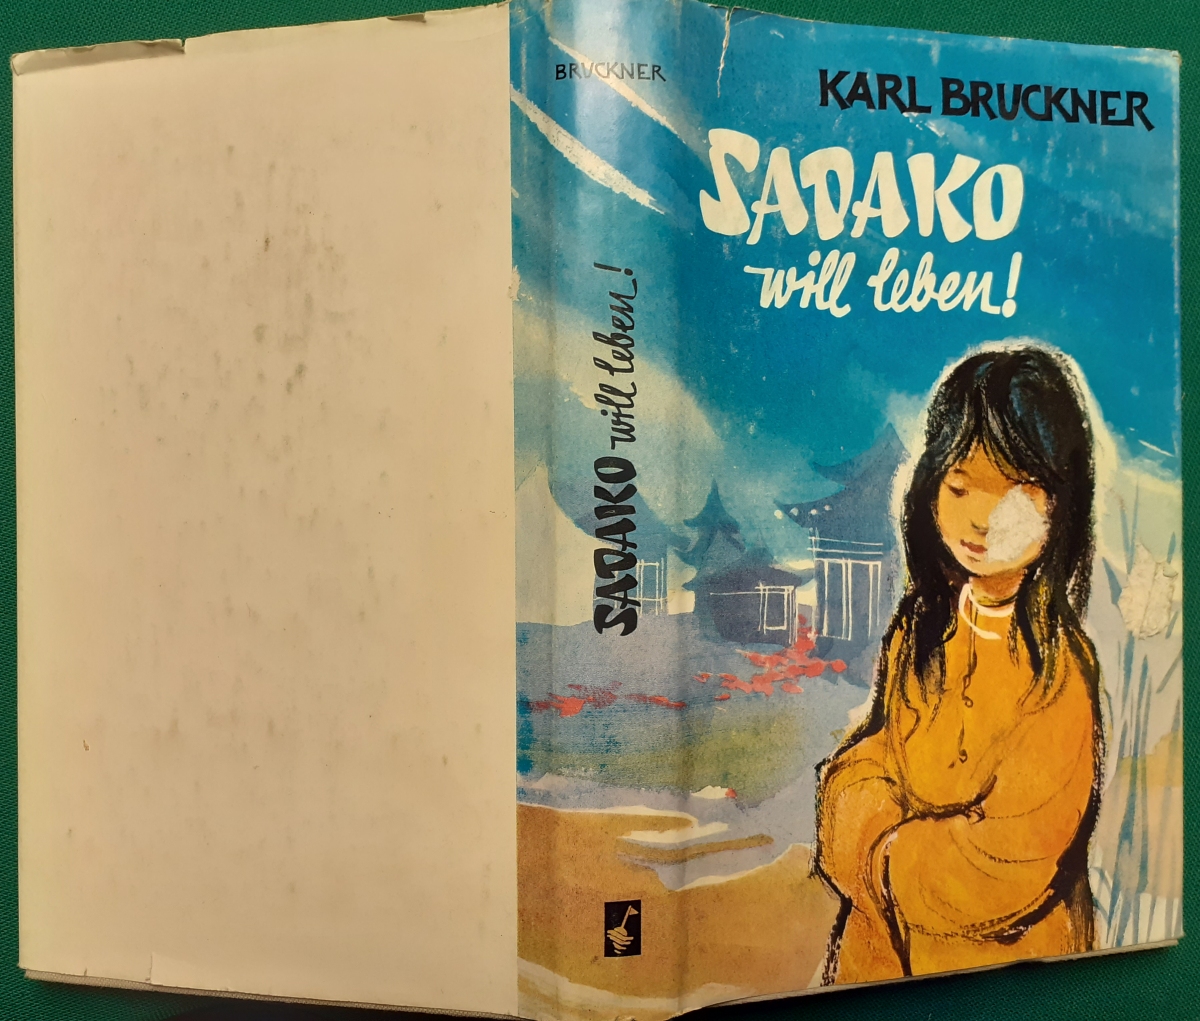 BRUCKNER
SADAKO will leben!
KARL BRUCKNER
SADAKO
will leben!